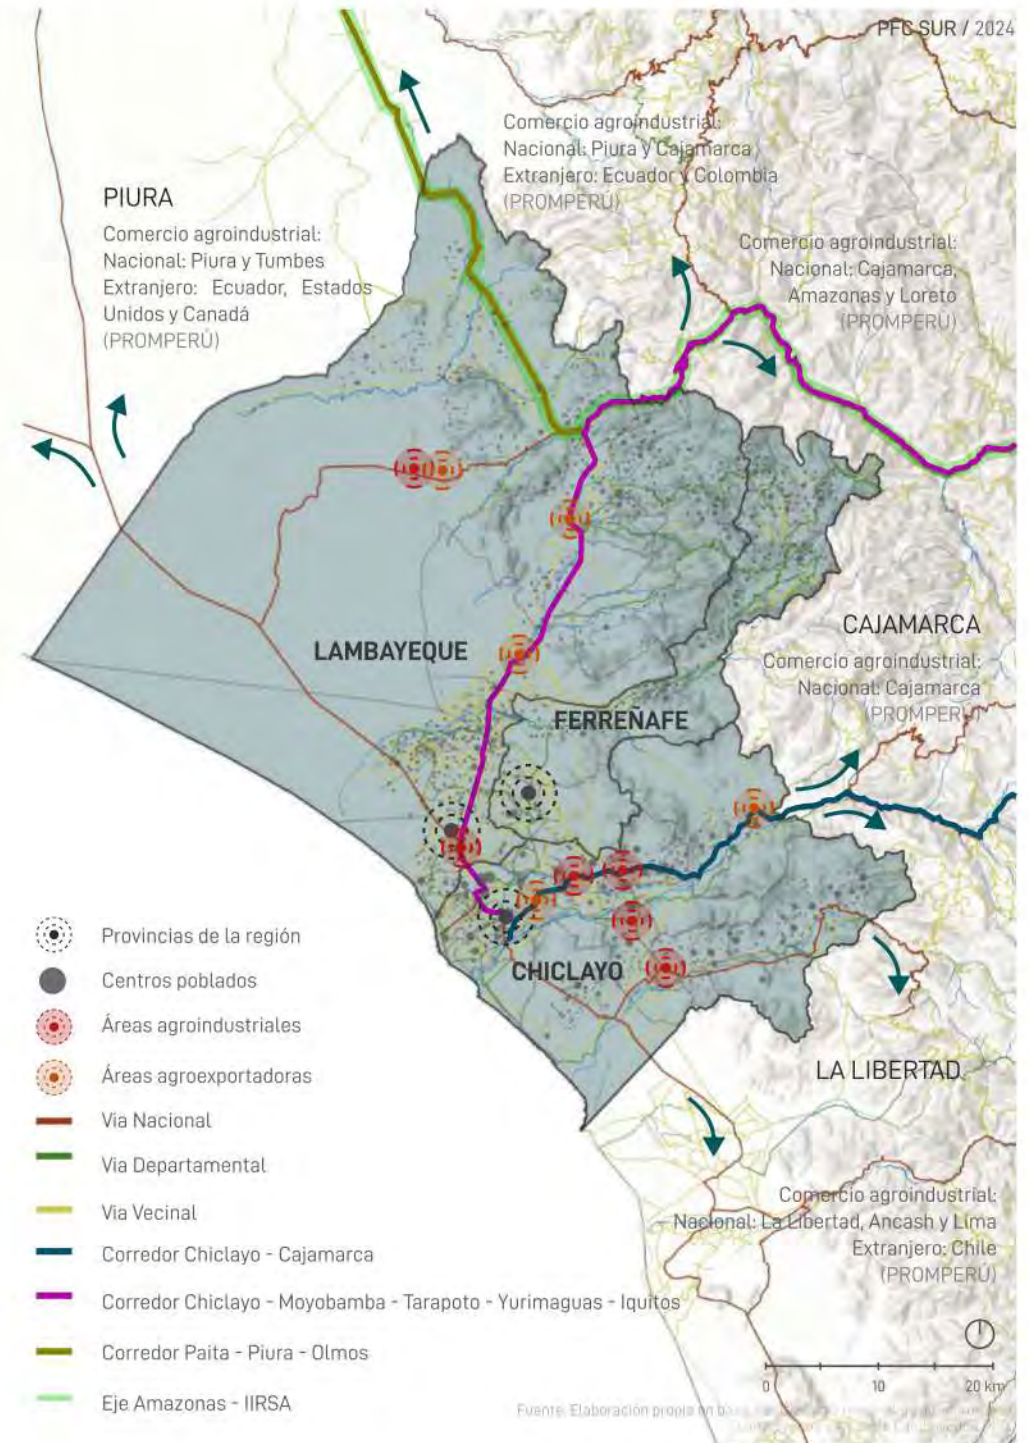 PFC SUR / 2024
Comercio agroindustrial:
Nacional: Piura y Cajamarca
Extranjero: Ecuador y Colombia
(PROMPERÚ)
PIURA
Comercio agroindustrial:
Nacional: Piura y Tumbes
Extranjero: Ecuador, Estados
Unidos y Canadá
(PROMPERÚ)
Comercio agroindustrial:
Nacional: Cajamarca,
Amazonas y Loreto
(PROMPERÚ)
LAMBAYEQUE
CAJAMARCA
Comercio agroindustrial:
Nacional: Cajamarca
(PROMPERÚ)
FERREÑAFE
CHICLAYO
LA LIBERTAD
Comercio agroindustrial:
Nacional: La Libertad, Ancash y Lima
Extranjero: Chile
(PROMPERÚ)
Provincias de la región
Centros poblados
Áreas agroindustriales
Áreas agroexportadoras
Via Nacional
Via Departamental
Via Vecinal
Corredor Chiclayo - Cajamarca
Corredor Chiclayo - Moyobamba - Tarapoto - Yurimaguas - Iquitos
Corredor Paita - Piura - Olmos
Eje Amazonas - IIRSA
0 10 20 km
Fuente: Elaboración propia